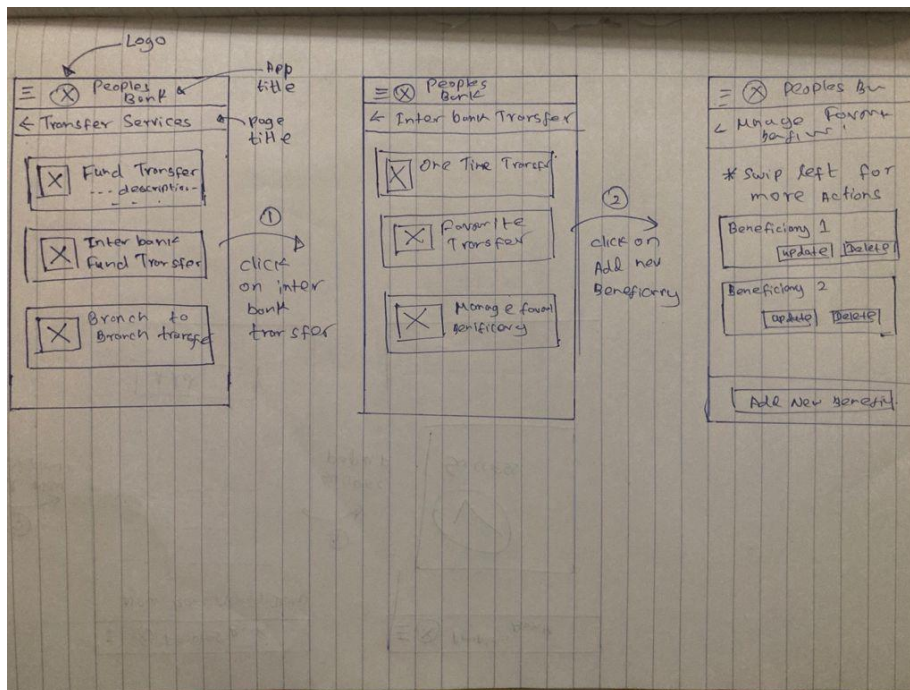 Logo
App
title
Peoples
Bank
← Transfer Services
page
title
Fund Transfer
... description...
Inter bank
Fund Transfer
Branch to
Branch transfer
①
click
on inter
bank
transfer
Peoples
Bank
← Inter bank Transfer
One Time Transfer
Favorite
Transfer
Manage favori
Benificiary
②
click on
Add new
Beneficiary
Peoples Ban
Manage Favori
* Swip left for
more Actions
Beneficiary 1
update Delete
Beneficiary 2
update Delete
Add New Benefi